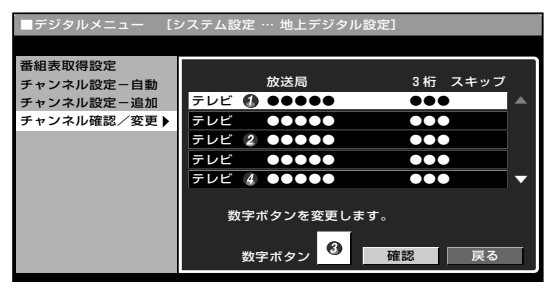 ■デジタルメニュー [システム設定 … 地上デジタル設定]
番組表取得設定
チャンネル設定－自動
チャンネル設定－追加
チャンネル確認／変更▶
放送局 3桁 スキップ
テレビ ❶ ●●●●● ●●● ▲
テレビ ●●●●● ●●●
テレビ ❷ ●●●●● ●●●
テレビ ●●●●● ●●●
テレビ ❹ ●●●●● ●●● ▼
数字ボタンを変更します。
数字ボタン ❸ 確認 戻る